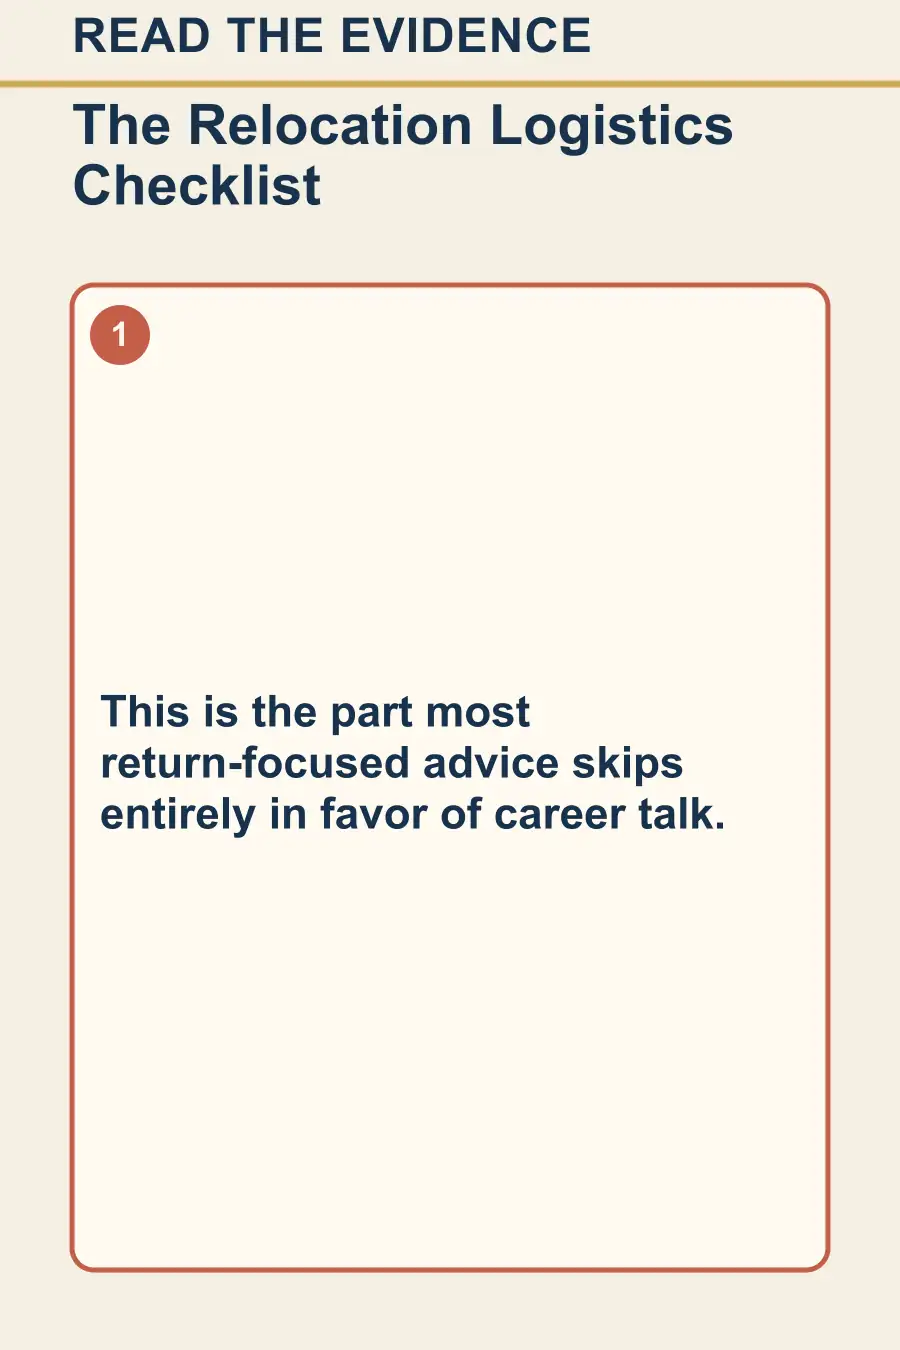 READ THE EVIDENCE
The Relocation Logistics
Checklist
1
This is the part most
return-focused advice skips
entirely in favor of career talk.